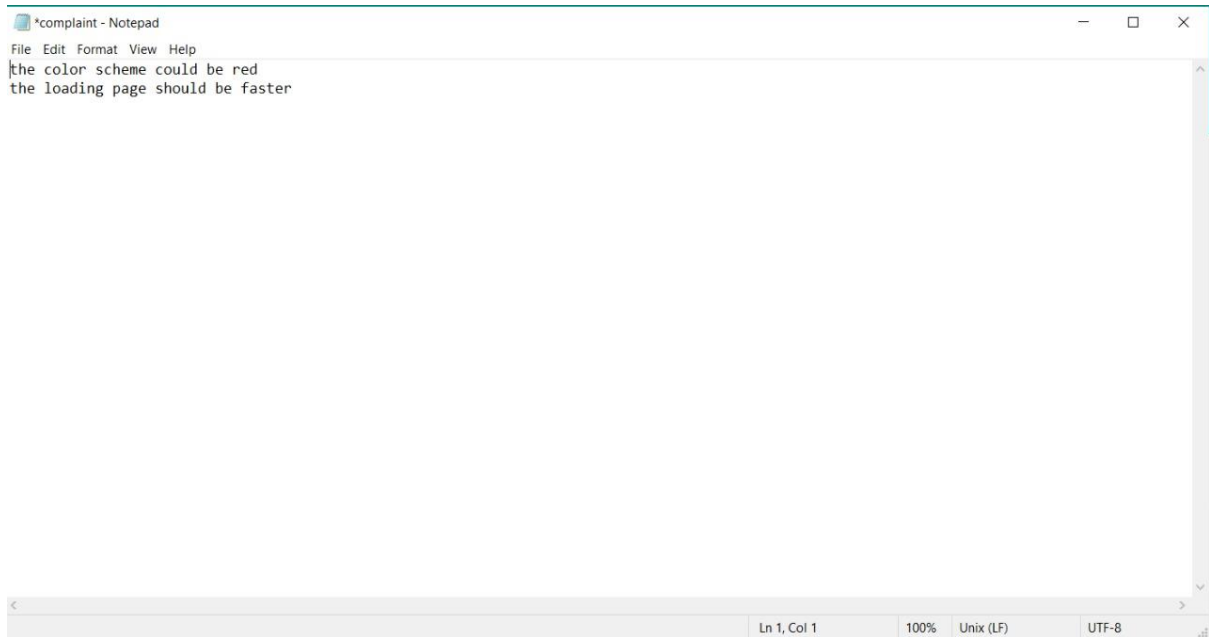 *complaint - Notepad
File Edit Format View Help
the color scheme could be red
the loading page should be faster
Ln 1, Col 1 100% Unix (LF) UTF-8